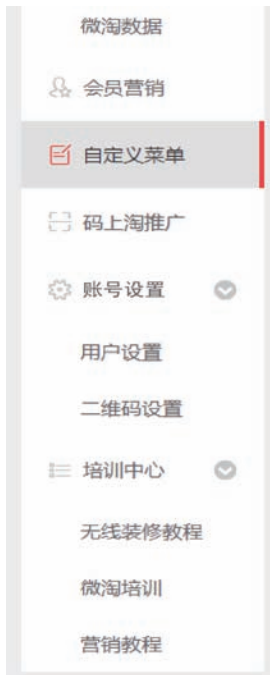 微淘数据
会员营销
自定义菜单
码上淘推广
账号设置
用户设置
二维码设置
培训中心
无线装修教程
微淘培训
营销教程